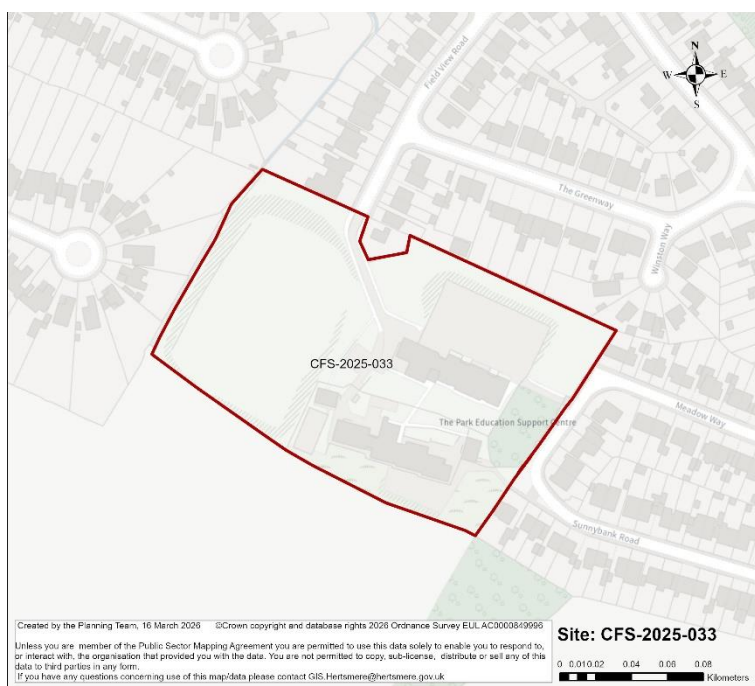 Field View Road
N
W E
S
The Greenway
Winston Way
CFS-2025-033
Meadow Way
The Park Education Support Centre
Sunnybank Road
Created by the Planning Team, 16 March 2026 ©Crown copyright and database rights 2026 Ordnance Survey EUL AC0000849996
Unless you are member of the Public Sector Mapping Agreement you are permitted to use this data solely to enable you to respond to,
or interact with, the organisation that provided you with the data. You are not permitted to copy, sub-license, distribute or sell any of this
data to third parties in any form.
If you have any questions concerning use of this map/data please contact GIS.Hertsmere@hertsmere.gov.uk
Site: CFS-2025-033
0 0.01 0.02 0.04 0.06 0.08
Kilometers